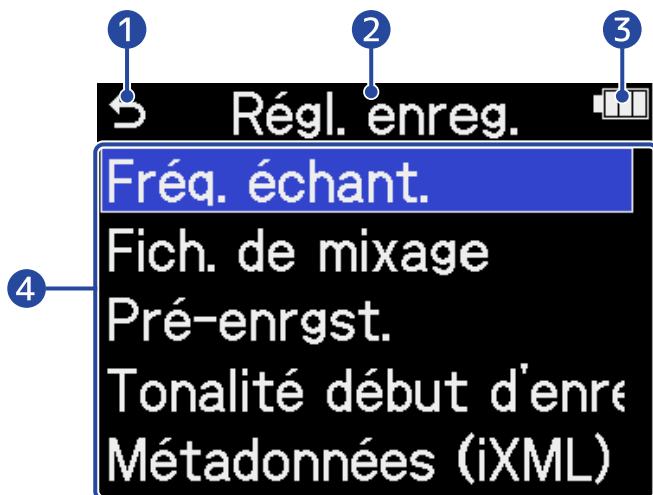 1 2 3
Régl. enreg.
Fréq. échant.
Fich. de mixage
4
Pré-enrgst.
Tonalité début d'enre
Métadonnées (iXML)